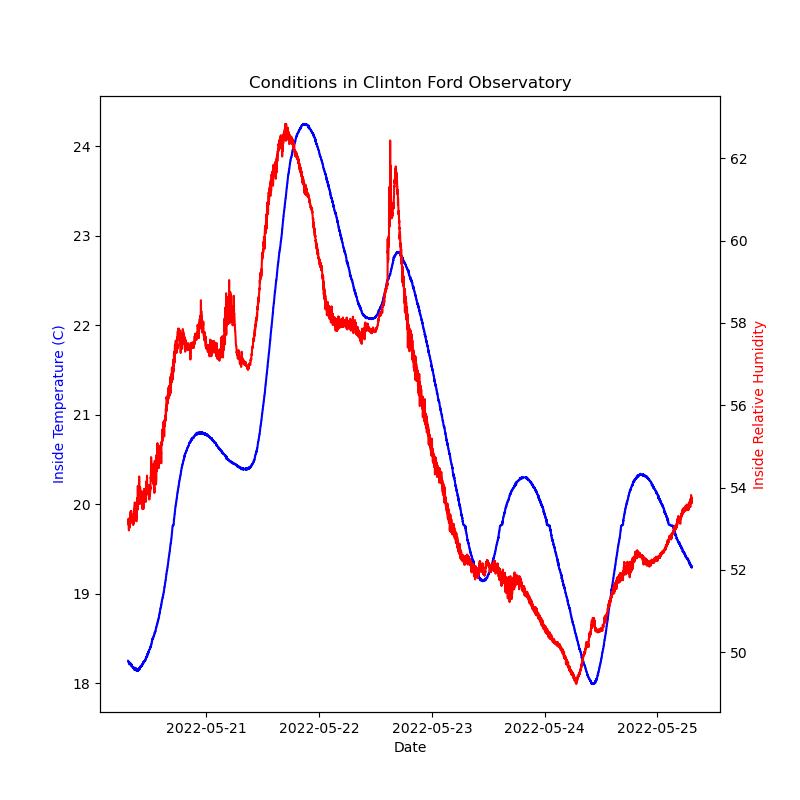 Conditions in Clinton Ford Observatory
Inside Temperature (C)
24
23
22
21
20
19
18
62
60
58
56
54
52
50
Inside Relative Humidity
2022-05-21 2022-05-22 2022-05-23 2022-05-24 2022-05-25
Date